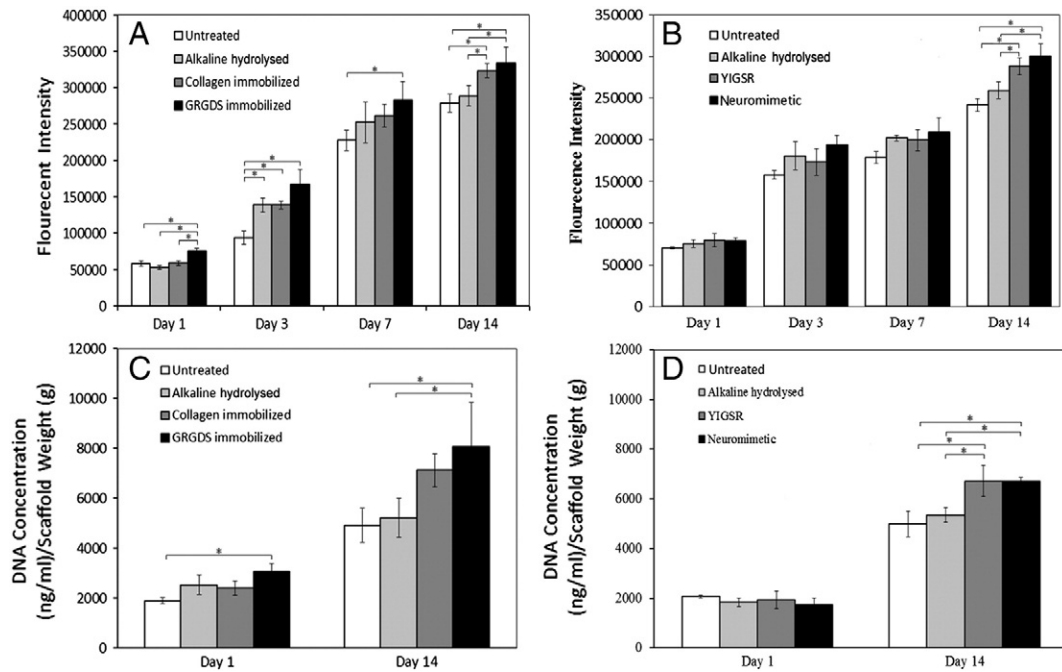 A
Flourecent Intensity
400000
350000
300000
250000
200000
150000
100000
50000
0
Untreated
Alkaline hydrolysed
Collagen immobilized
GRGDS immobilized
* * * * * * * * * * *
Day 1 Day 3 Day 7 Day 14
B
Flourecence Intensity
350000
300000
250000
200000
150000
100000
50000
0
Untreated
Alkaline hydrolysed
YIGSR
Neuromimetic
* * * *
Day 1 Day 3 Day 7 Day 14
C
DNA Concentration
(ng/ml)/Scaffold Weight (g)
12000
10000
8000
6000
4000
2000
0
Untreated
Alkaline hydrolysed
Collagen immobilized
GRGDS immobilized
* * *
Day 1 Day 14
D
DNA Concentration
(ng/ml)/Scaffold Weight (g)
12000
10000
8000
6000
4000
2000
0
Untreated
Alkaline hydrolysed
YIGSR
Neuromimetic
* * * *
Day 1 Day 14